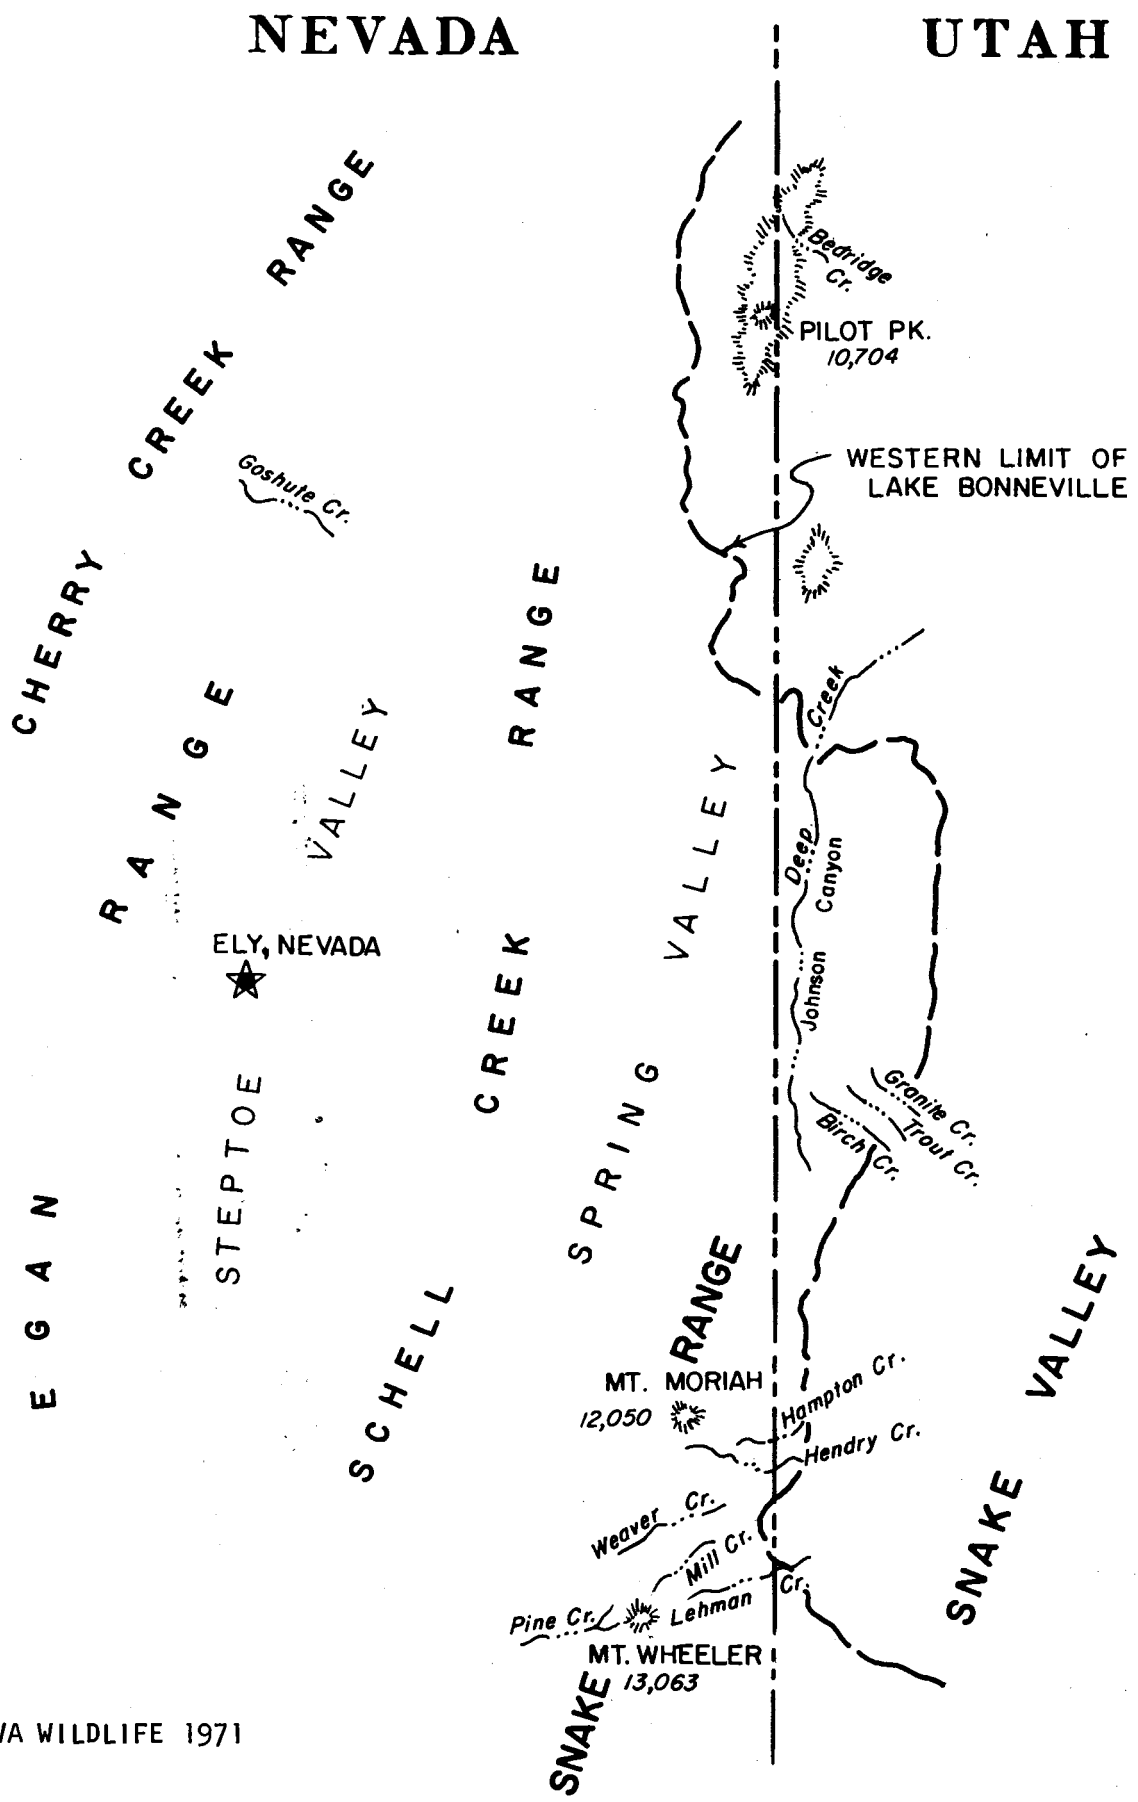 NEVADA
UTAH
CHERRY CREEK RANGE
Bedridge
Cr.
PILOT PK.
10,704
Goshute Cr.
WESTERN LIMIT OF
LAKE BONNEVILLE
EGAN RANGE
STEPTOE VALLEY
SCHELL CREEK RANGE
SPRING VALLEY
Deep Creek
Johnson Canyon
ELY, NEVADA
Granite Cr.
Trout Cr.
Birch Cr.
SNAKE RANGE
SNAKE VALLEY
MT. MORIAH
12,050
Hampton Cr.
Hendry Cr.
Weaver Cr.
Mill Cr.
Lehman Cr.
Pine Cr.
MT. WHEELER
13,063
WILDLIFE 1971